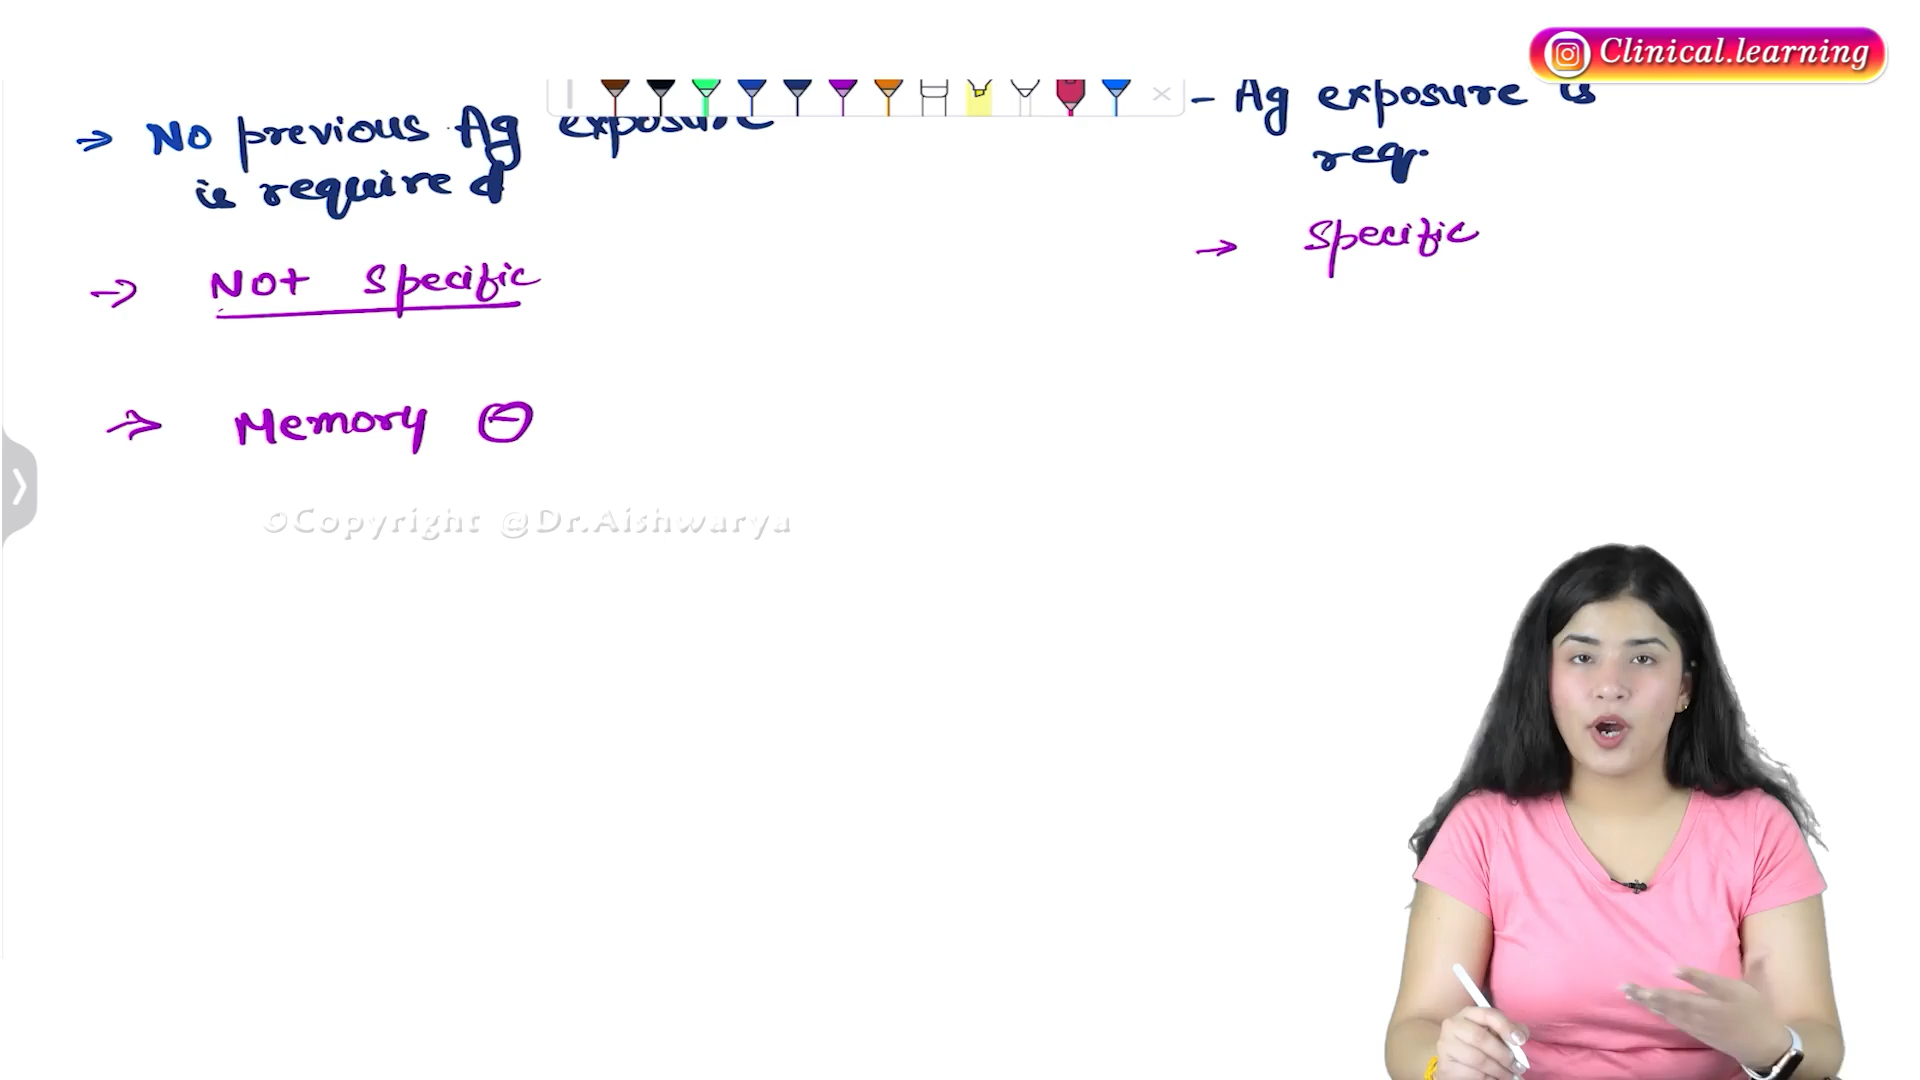 Clinical.learning
→ No previous Ag exposure
is required
→ Not Specific
→ Memory ⊖
- Ag exposure is
req.
→ Specific
©Copyright @Dr.Aishwarya